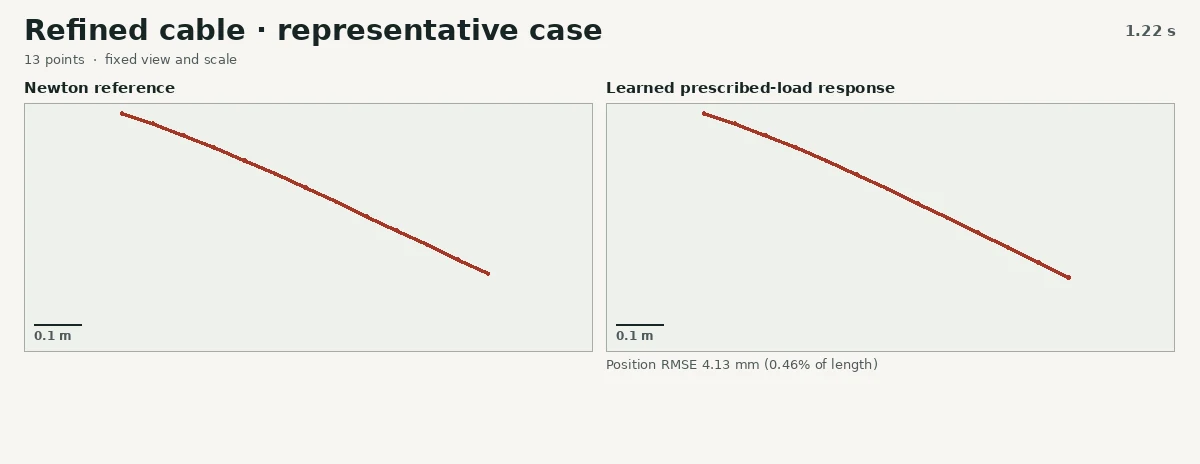 Refined cable · representative case
1.22 s
13 points · fixed view and scale
Newton reference
Learned prescribed-load response
0.1 m
0.1 m
Position RMSE 4.13 mm (0.46% of length)